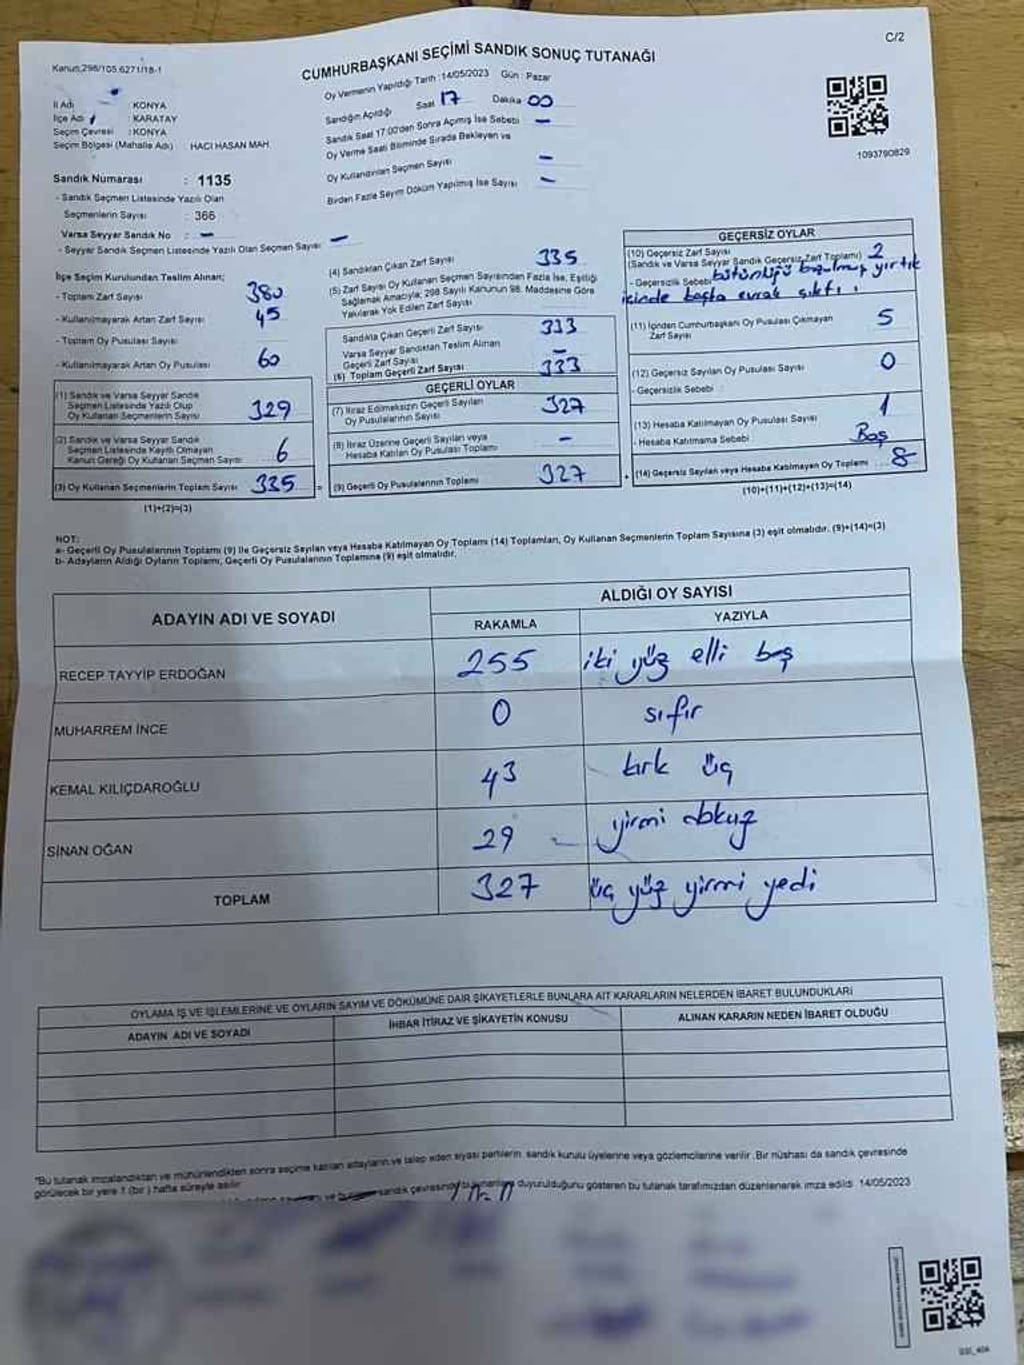 C/2
Kanun:298/105.6271/18-1
CUMHURBAŞKANI SEÇİMİ SANDIK SONUÇ TUTANAĞI
Oy Vermenin Yapıldığı Tarih :14/05/2023 Gün : Pazar
Sandığın Açıldığı Saat 17 Dakika 00
Sandık Saat 17:00'den Sonra Açılmış İse Sebebi —
Oy Verme Saati Bitiminde Sırada Bekleyen ve
Oy Kullandırılan Seçmen Sayısı —
Birden Fazla Sayım Döküm Yapılmış İse Sayısı —
1093790829
İl Adı : KONYA
İlçe Adı : KARATAY
Seçim Çevresi : KONYA
Seçim Bölgesi (Mahalle Adı) : HACI HASAN MAH.
Sandık Numarası : 1135
- Sandık Seçmen Listesinde Yazılı Olan
Seçmenlerin Sayısı : 366
Varsa Seyyar Sandık No : —
- Seyyar Sandık Seçmen Listesinde Yazılı Olan Seçmen Sayısı —
İlçe Seçim Kurulundan Teslim Alınan;
- Toplam Zarf Sayısı 380
- Kullanılmayarak Artan Zarf Sayısı 45
- Toplam Oy Pusulası Sayısı :
- Kullanılmayarak Artan Oy Pusulası 60
(1) Sandık ve Varsa Seyyar Sandık
Seçmen Listesinde Yazılı Olup
Oy Kullanan Seçmenlerin Sayısı 329
(2) Sandık ve Varsa Seyyar Sandık
Seçmen Listesinde Kayıtlı Olmayan
Kanun Gereği Oy Kullanan Seçmen Sayısı 6
(3) Oy Kullanan Seçmenlerin Toplam Sayısı 335
(1)+(2)=(3)
(4) Sandıktan Çıkan Zarf Sayısı 335
(5) Zarf Sayısı Oy Kullanan Seçmen Sayısından Fazla İse, Eşitliği
Sağlamak Amacıyla, 298 Sayılı Kanunun 98. Maddesine Göre
Yakılarak Yok Edilen Zarf Sayısı
Sandıkta Çıkan Geçerli Zarf Sayısı 333
Varsa Seyyar Sandıktan Teslim Alınan
Geçerli Zarf Sayısı —
(6) Toplam Geçerli Zarf Sayısı 333
GEÇERLİ OYLAR
(7) İtiraz Edilmeksizin Geçerli Sayılan
Oy Pusulalarının Sayısı 327
(8) İtiraz Üzerine Geçerli Sayılan veya
Hesaba Katılan Oy Pusulası Toplamı —
(9) Geçerli Oy Pusulalarının Toplamı 327
GEÇERSİZ OYLAR
(10) Geçersiz Zarf Sayısı
(Sandık ve Varsa Seyyar Sandık Geçersiz Zarf Toplamı) 2
- Geçersizlik Sebebi bütünlüğü bozulmuş yırtık
içinde başka evrak çıktı.
(11) İçinden Cumhurbaşkanı Oy Pusulası Çıkmayan
Zarf Sayısı 5
(12) Geçersiz Sayılan Oy Pusulası Sayısı 0
- Geçersizlik Sebebi :
(13) Hesaba Katılmayan Oy Pusulası Sayısı 1
- Hesaba Katılmama Sebebi : Boş
(14) Geçersiz Sayılan veya Hesaba Katılmayan Oy Toplamı 8
(10)+(11)+(12)+(13)=(14)
NOT:
a- Geçerli Oy Pusulalarının Toplamı (9) ile Geçersiz Sayılan veya Hesaba Katılmayan Oy Toplamı (14) Toplamları, Oy Kullanan Seçmenlerin Toplam Sayısına (3) eşit olmalıdır. (9)+(14)=(3)
b- Adayların Aldığı Oyların Toplamı, Geçerli Oy Pusulalarının Toplamına (9) eşit olmalıdır.
ADAYIN ADI VE SOYADI
ALDIĞI OY SAYISI
RAKAMLA YAZIYLA
RECEP TAYYİP ERDOĞAN 255 iki yüz elli beş
MUHARREM İNCE 0 sıfır
KEMAL KILIÇDAROĞLU 43 kırk üç
SİNAN OĞAN 29 yirmi dokuz
TOPLAM 327 üç yüz yirmi yedi
OYLAMA İŞ VE İŞLEMLERİNE VE OYLARIN SAYIM VE DÖKÜMÜNE DAİR ŞİKAYETLERLE BUNLARA AİT KARARLARIN NELERDEN İBARET BULUNDUKLARI
ADAYIN ADI VE SOYADI İHBAR İTİRAZ VE ŞİKAYETİN KONUSU ALINAN KARARIN NEDEN İBARET OLDUĞU
"Bu tutanak imzalandıktan ve mühürlendikten sonra seçime katılan adayların ve talep eden siyasi partilerin, sandık kurulu üyelerine veya gözlemcilerine verilir. Bir nüshası da sandık çevresinde
görülecek bir yere 1 (bir) hafta süreyle asılır.
sandık çevresinde duyurulduğunu gösteren bu tutanak tarafımızdan düzenlenerek imza edildi. 14/05/2023